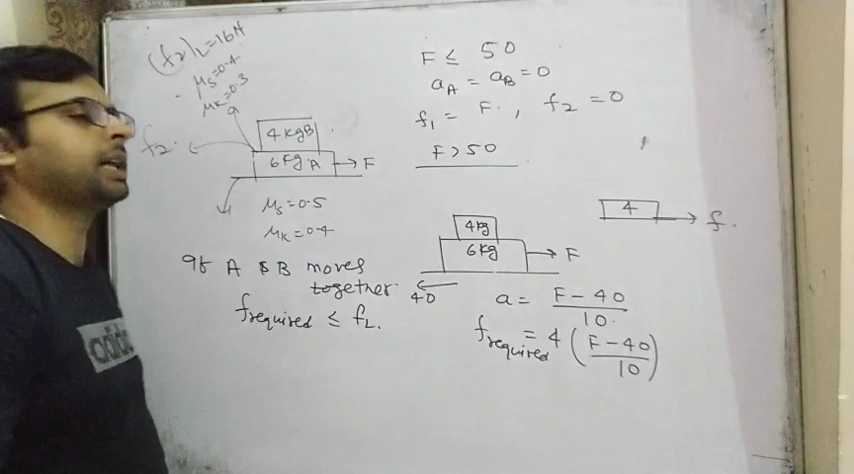 (f2)L=16N
μs=0.4
μk=0.3
4kgB
f2.
6kg.A → F
μs=0.5
μk=0.4
If A & B moves
together.
frequired ≤ fL.
F ≤ 50
aA = aB = 0
f1 = F. , f2 = 0
F > 50
4
f.
4kg
6kg → F
40
a = F-40
10.
frequired = 4 (F-40
10)
adidas